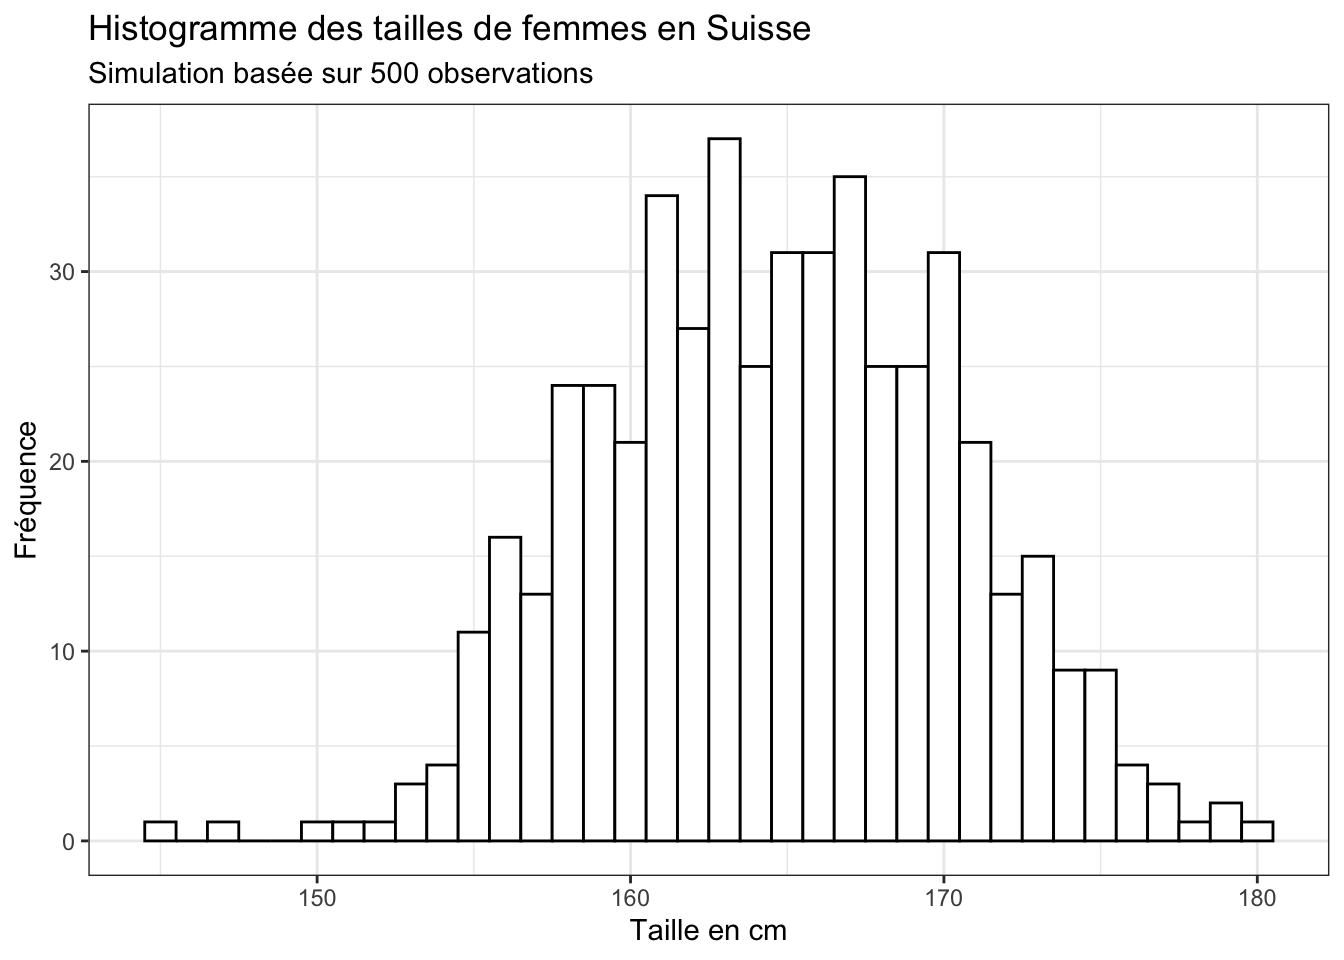 Histogramme des tailles de femmes en Suisse
Simulation basée sur 500 observations
Fréquence
30
20
10
0
150 160 170 180
Taille en cm